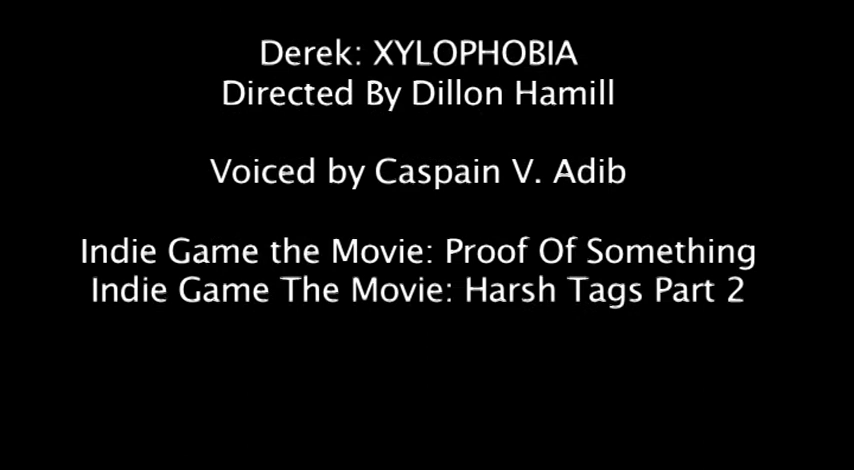 Derek: XYLOPHOBIA
Directed By Dillon Hamill
Voiced by Caspain V. Adib
Indie Game the Movie: Proof Of Something
Indie Game The Movie: Harsh Tags Part 2